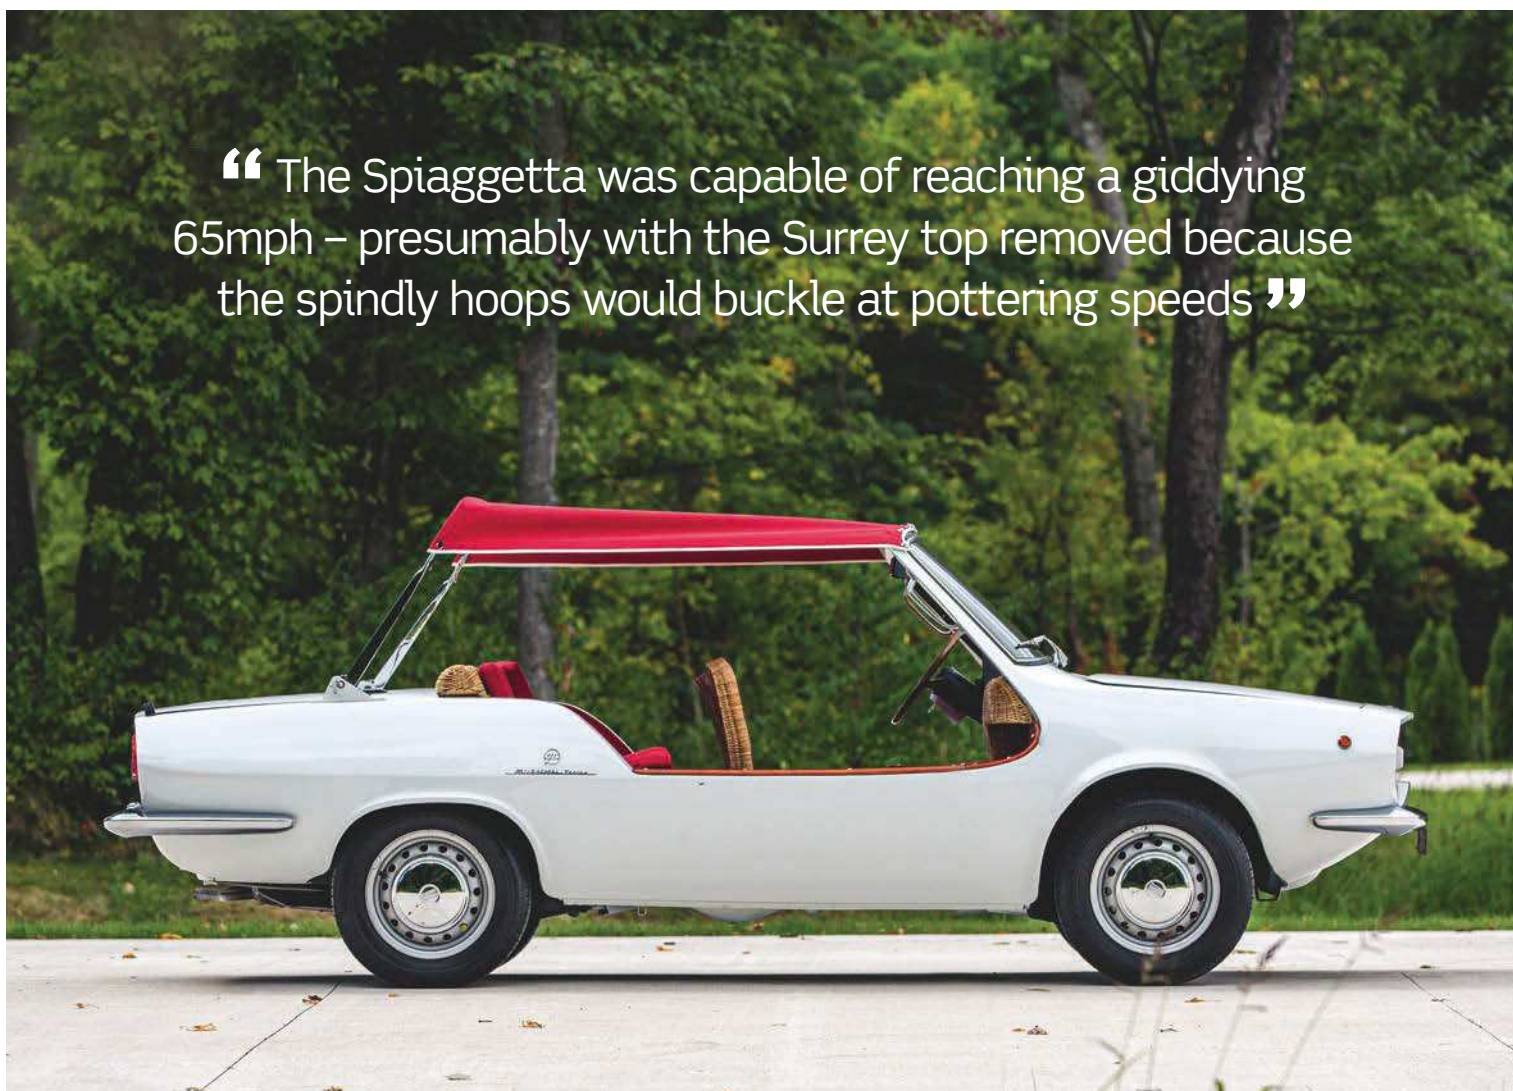 “ The Spiaggetta was capable of reaching a giddying
65mph – presumably with the Surrey top removed because
the spindly hoops would buckle at pottering speeds ”